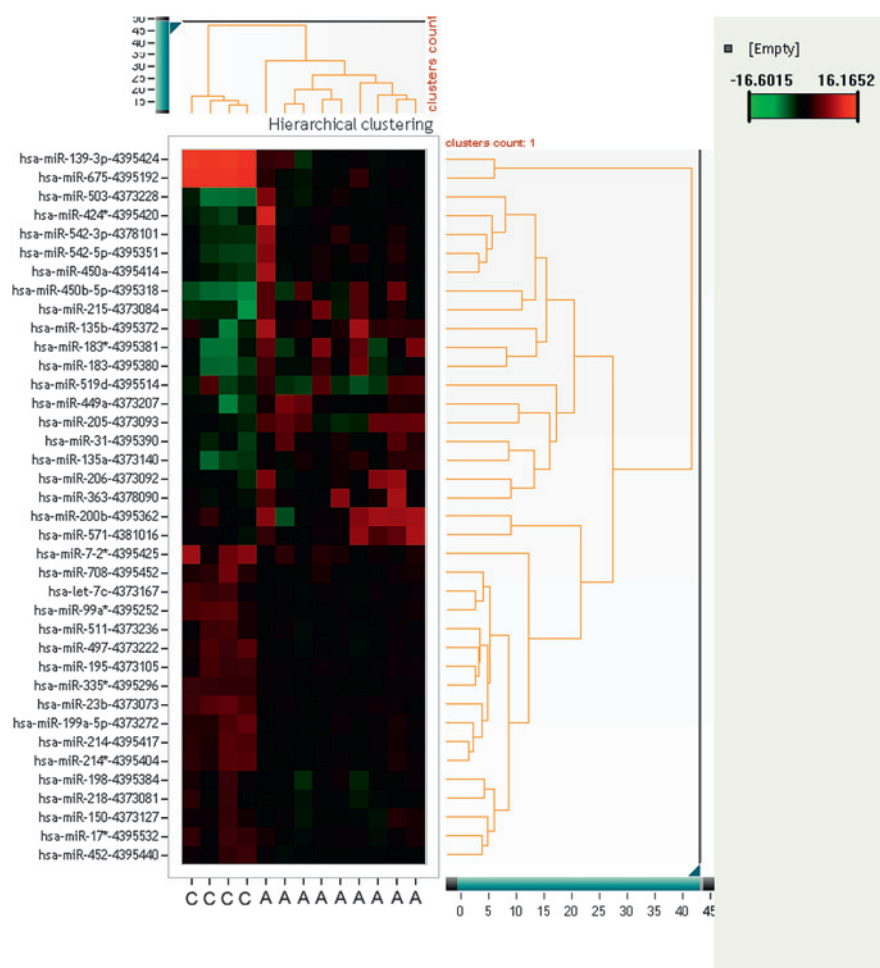 50
45
40
35
30
25
20
15
clusters count
Hierarchical clustering
[Empty]
-16.6015 16.1652
clusters count: 1
hsa-miR-139-3p-4395424
hsa-miR-675-4395192
hsa-miR-503-4373228
hsa-miR-424*-4395420
hsa-miR-542-3p-4378101
hsa-miR-542-5p-4395351
hsa-miR-450a-4395414
hsa-miR-450b-5p-4395318
hsa-miR-215-4373084
hsa-miR-135b-4395372
hsa-miR-183*-4395381
hsa-miR-183-4395380
hsa-miR-519d-4395514
hsa-miR-449a-4373207
hsa-miR-205-4373093
hsa-miR-31-4395390
hsa-miR-135a-4373140
hsa-miR-206-4373092
hsa-miR-363-4378090
hsa-miR-200b-4395362
hsa-miR-571-4381016
hsa-miR-7-2*-4395425
hsa-miR-708-4395452
hsa-let-7c-4373167
hsa-miR-99a*-4395252
hsa-miR-511-4373236
hsa-miR-497-4373222
hsa-miR-195-4373105
hsa-miR-335*-4395296
hsa-miR-23b-4373073
hsa-miR-199a-5p-4373272
hsa-miR-214-4395417
hsa-miR-214*-4395404
hsa-miR-198-4395384
hsa-miR-218-4373081
hsa-miR-150-4373127
hsa-miR-17*-4395532
hsa-miR-452-4395440
C C C C A A A A A A A A A
0 5 10 15 20 25 30 35 40 45